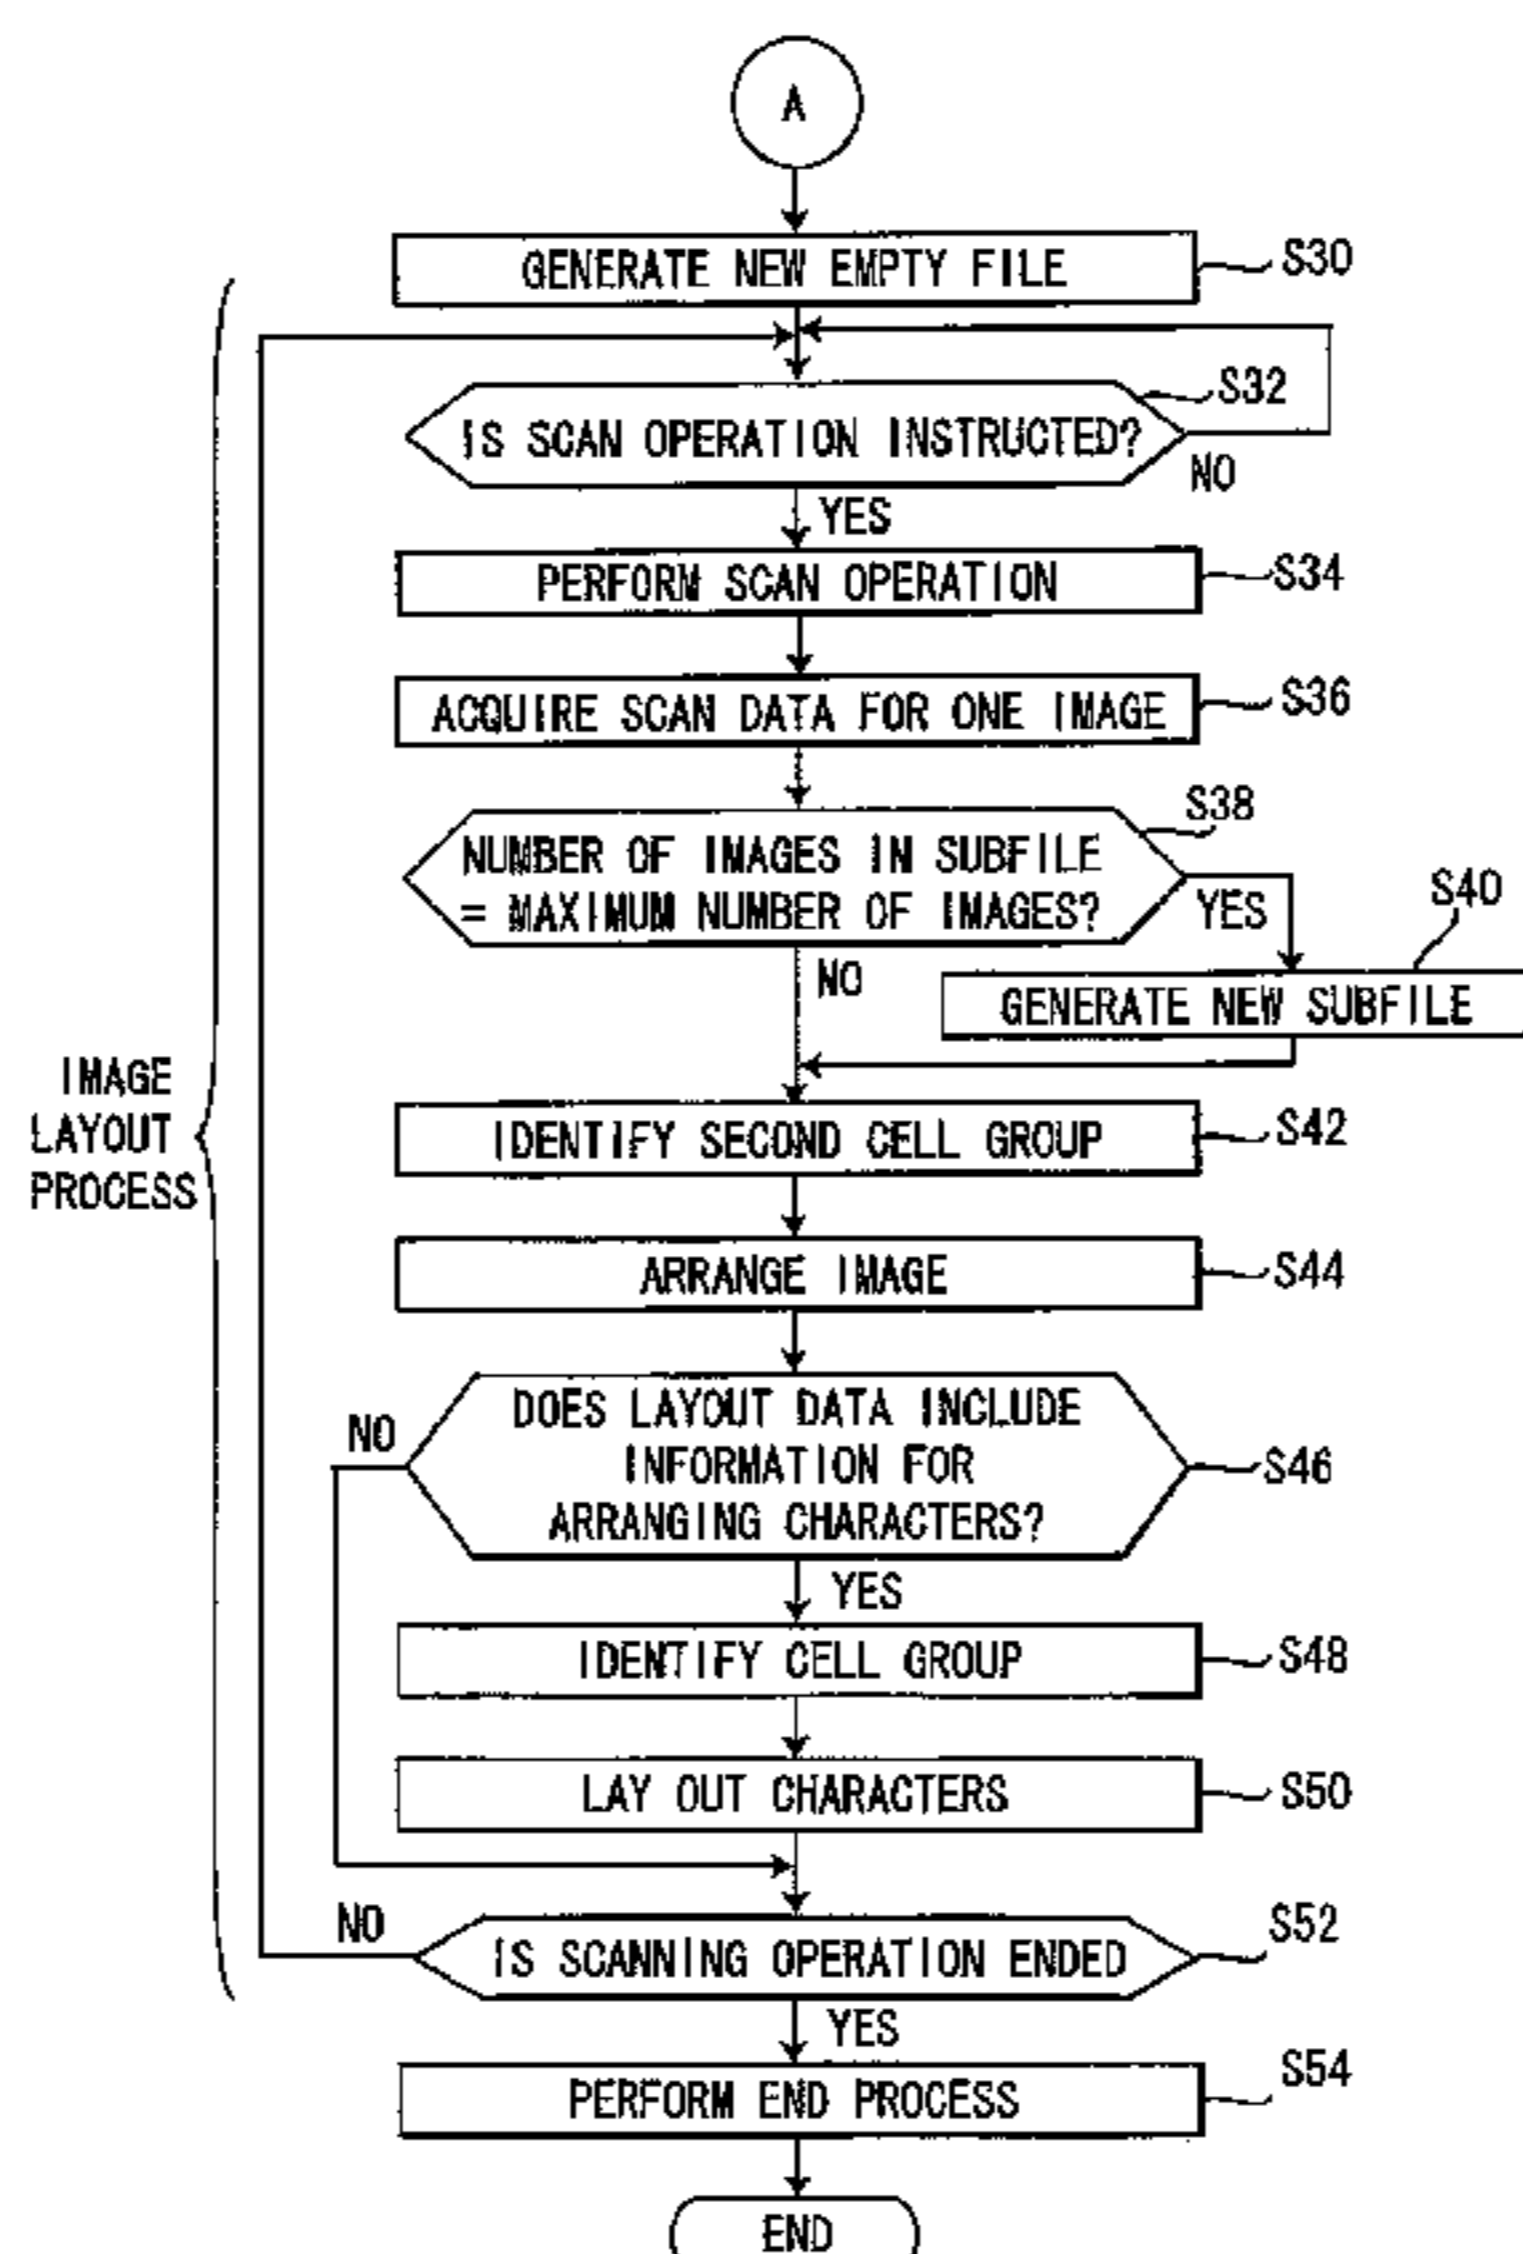 A
GENERATE NEW EMPTY FILE
S30
IS SCAN OPERATION INSTRUCTED?
S32
NO
YES
PERFORM SCAN OPERATION
S34
ACQUIRE SCAN DATA FOR ONE IMAGE
S36
NUMBER OF IMAGES IN SUBFILE
= MAXIMUM NUMBER OF IMAGES?
S38
YES
S40
NO
GENERATE NEW SUBFILE
IMAGE
LAYOUT
PROCESS
IDENTIFY SECOND CELL GROUP
S42
ARRANGE IMAGE
S44
DOES LAYOUT DATA INCLUDE
INFORMATION FOR
ARRANGING CHARACTERS?
NO
S46
YES
IDENTIFY CELL GROUP
S48
LAY OUT CHARACTERS
S50
NO
IS SCANNING OPERATION ENDED
S52
YES
PERFORM END PROCESS
S54
END